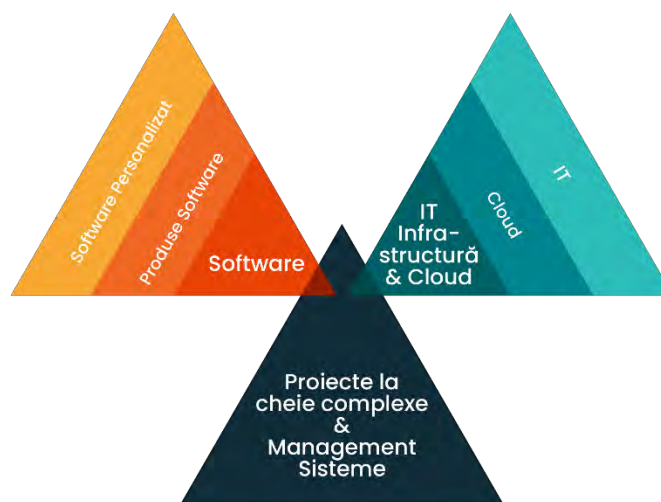 Software Personalizat
Produse Software
Software
IT
Infra-
structură
& Cloud
Cloud
IT
Proiecte la
cheie complexe
&
Management
Sisteme